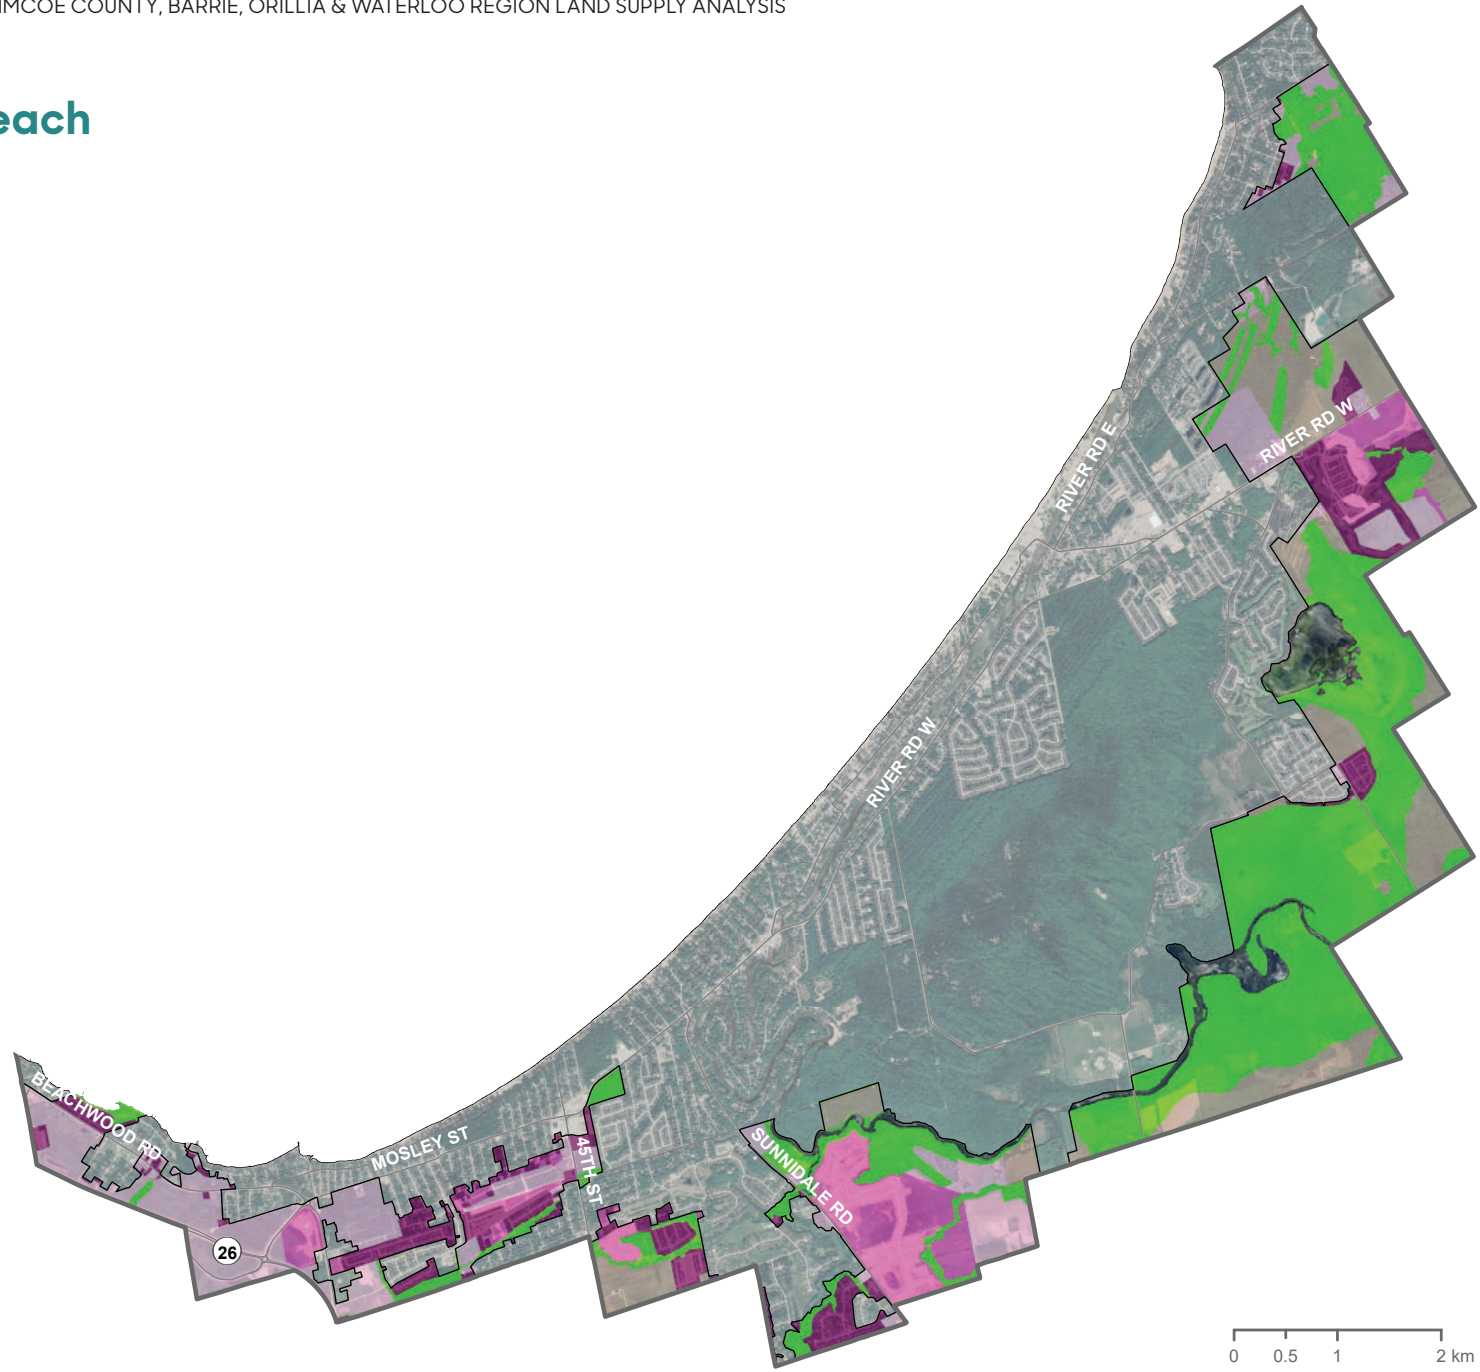 IMCOE COUNTY, BARRIE, ORILLIA & WATERLOO REGION LAND SUPPLY ANALYSIS
each
RIVER RD W
RIVER RD E
RIVER RD W
BEACHWOOD RD
MOSLEY ST
45TH ST
SUNNIDALE RD
26
0 0.5 1 2 km